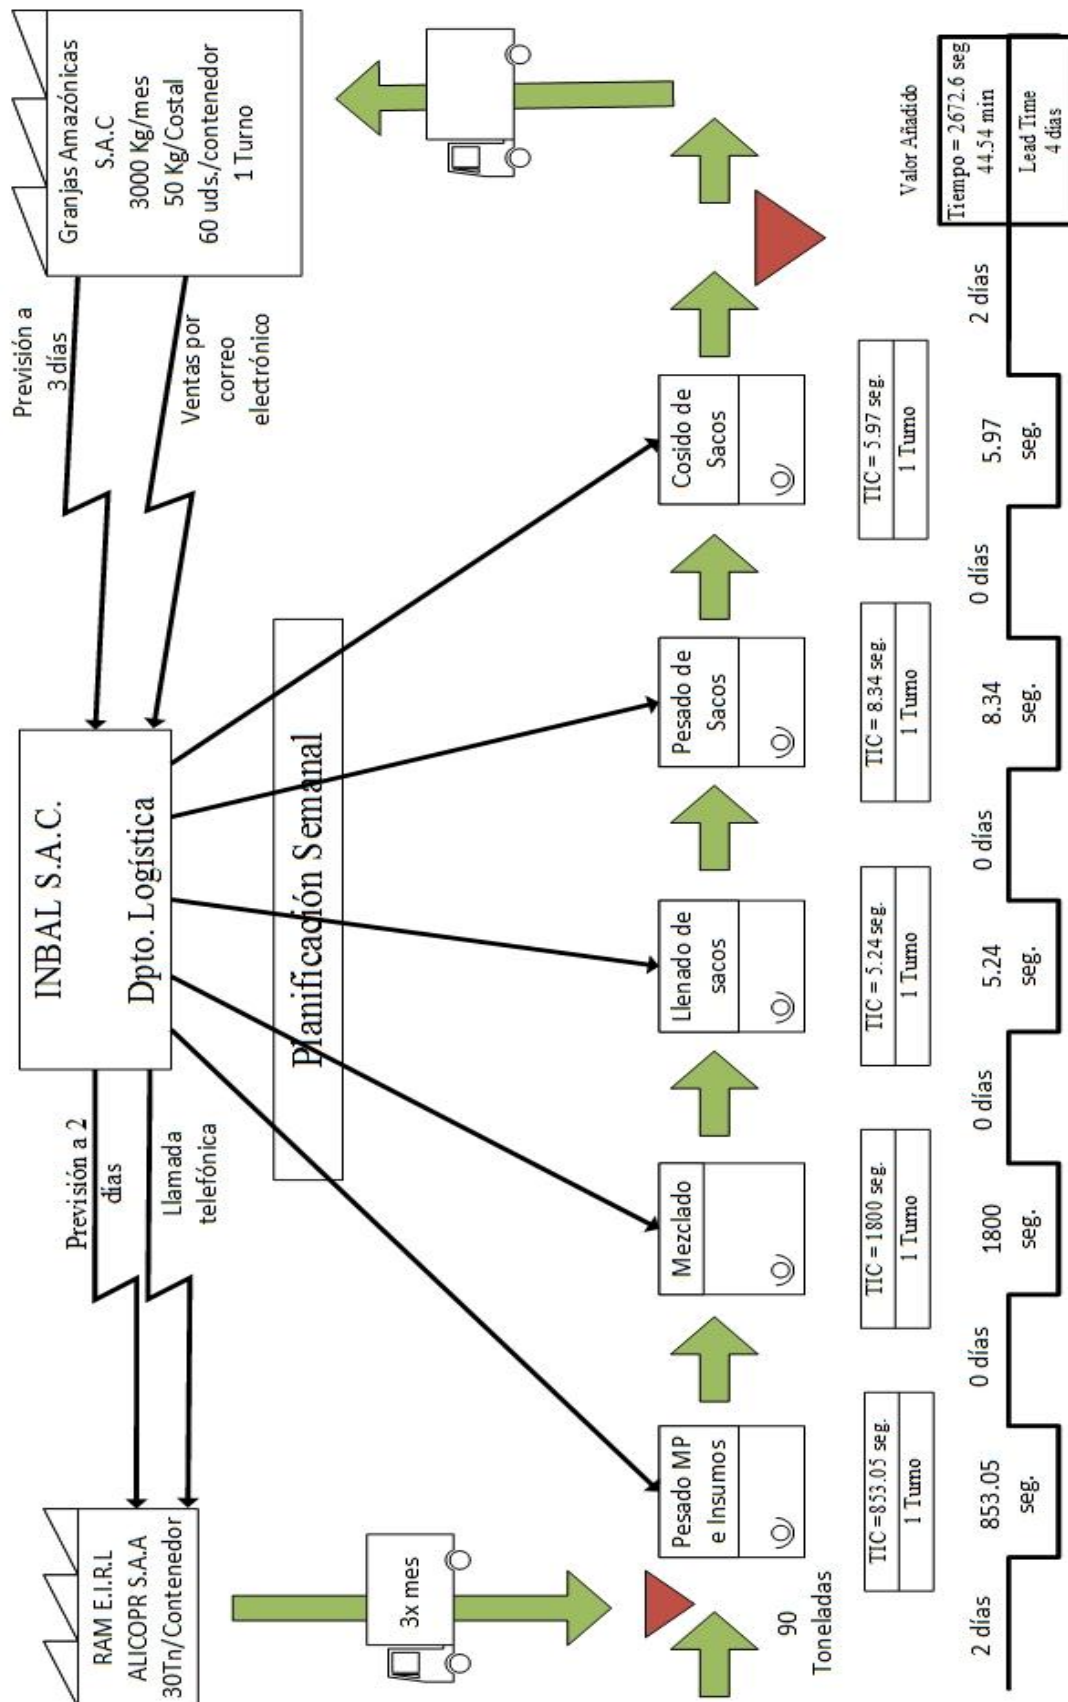 RAM E.I.R.L
ALICOPR S.A.A
30Tn/Contenedor
Previsión a 2
días
Llamada
telefónica
INBAL S.A.C.
Dpto. Logística
Previsión a
3 días
Ventas por
correo
electrónico
Granjas Amazónicas
S.A.C
3000 Kg/mes
50 Kg/Costal
60 uds./contenedor
1 Turno
Planificación Semanal
3x mes
90
Toneladas
Pesado MP
e Insumos
Mezclado
Llenado de
sacos
Pesado de
Sacos
Cosido de
Sacos
TIC =853.05 seg.
1 Turno
TIC = 1800 seg.
1 Turno
TIC = 5.24 seg.
1 Turno
TIC = 8.34 seg.
1 Turno
TIC = 5.97 seg.
1 Turno
2 días
853.05
seg.
0 días
1800
seg.
0 días
5.24
seg.
0 días
8.34
seg.
0 días
5.97
seg.
2 días
Valor Añadido
Tiempo = 2672.6 seg
44.54 min
Lead Time
4 días